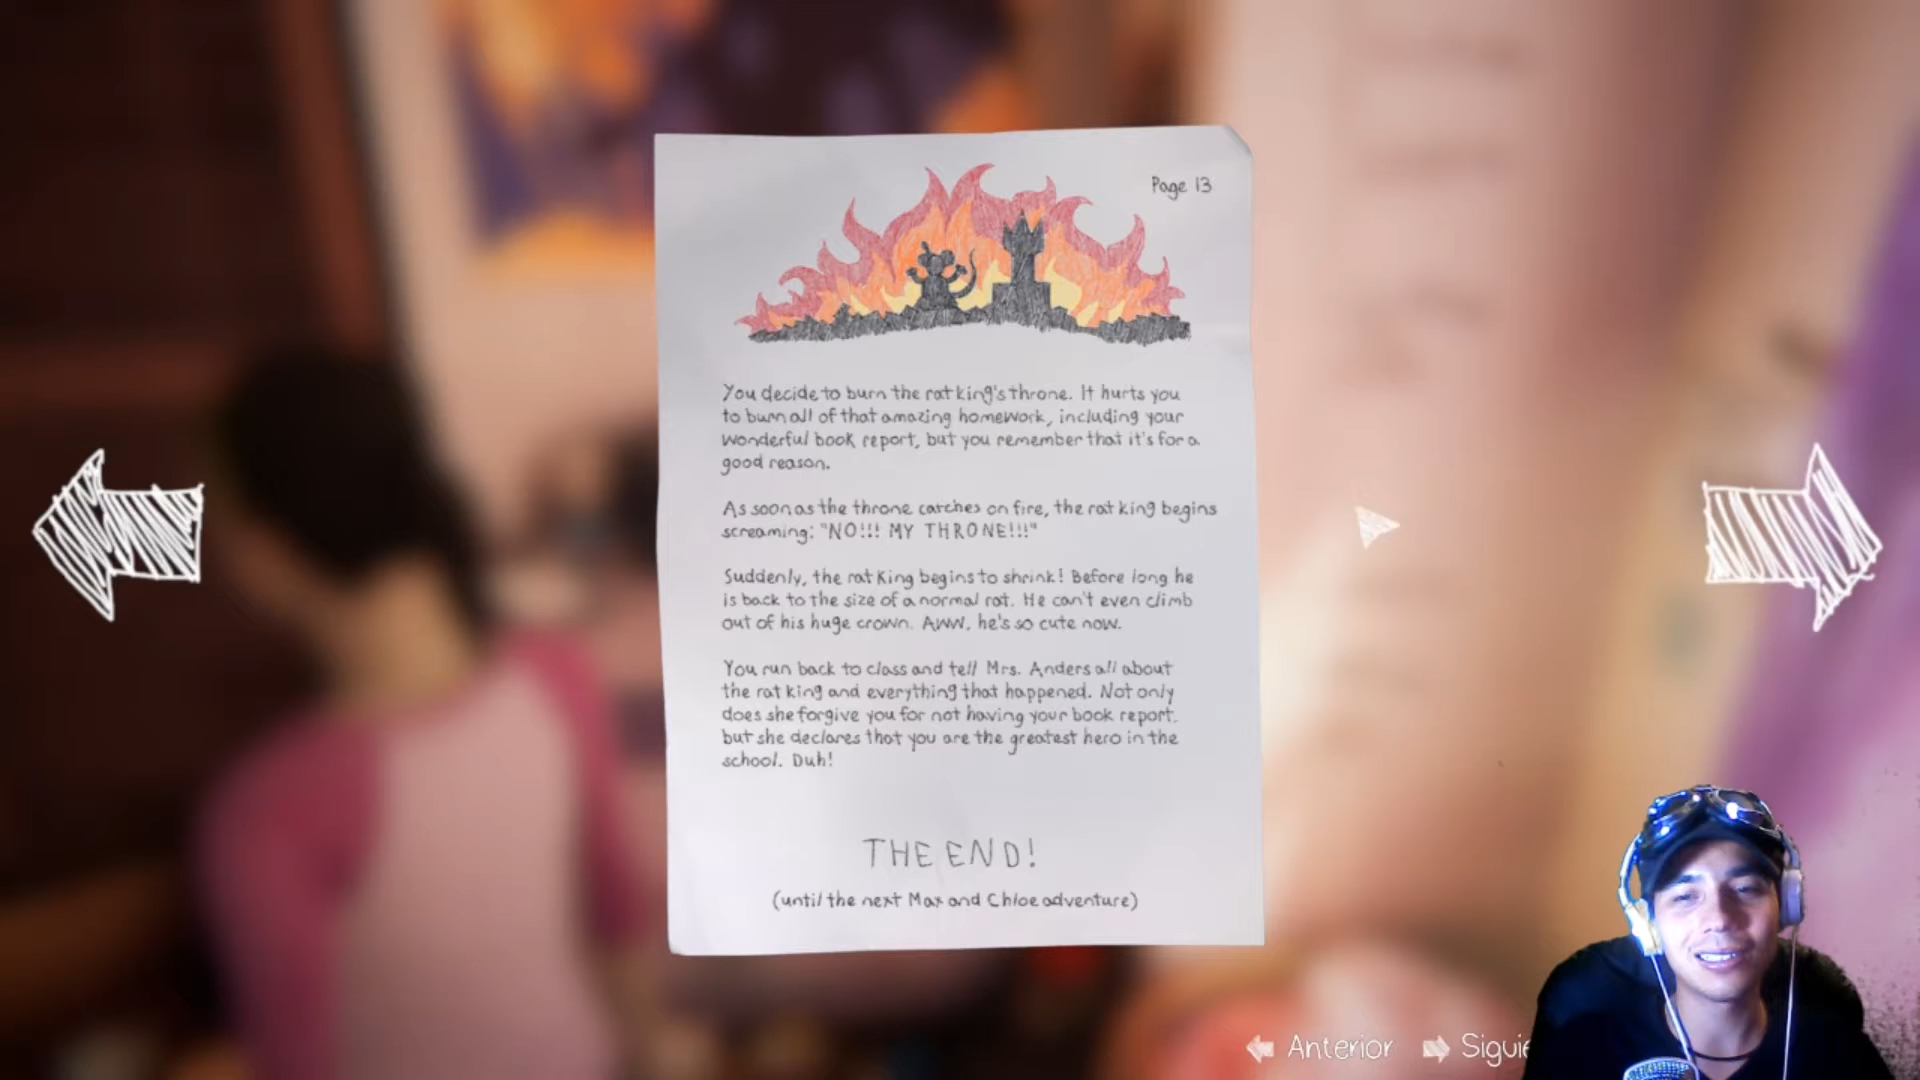 Page 13
You decide to burn the rat king's throne. It hurts you
to burn all of that amazing homework, including your
wonderful book report, but you remember that it's for a
good reason.
As soon as the throne catches on fire, the rat king begins
screaming: "NO!!! MY THRONE!!!"
Suddenly, the rat king begins to shrink! Before long he
is back to the size of a normal rat. He can't even climb
out of his huge crown. Aww, he's so cute now.
You run back to class and tell Mrs. Anders all about
the rat king and everything that happened. Not only
does she forgive you for not having your book report,
but she declares that you are the greatest hero in the
school. Duh!
THE END!
(until the next Max and Chloe adventure)
Anterior
Siguie